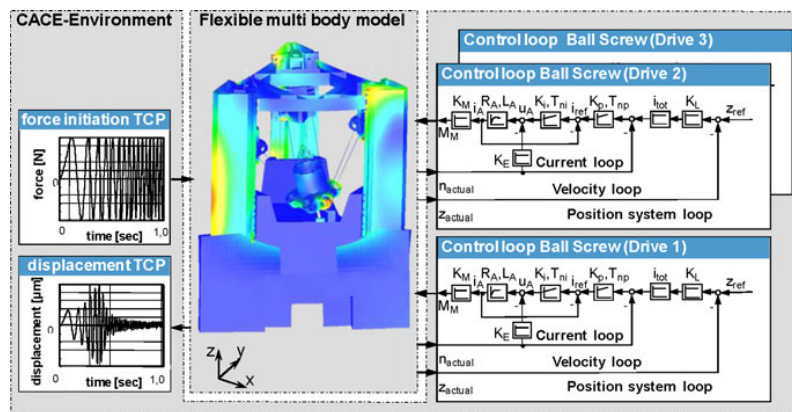 CACE-Environment
Flexible multi body model
Control loop Ball Screw (Drive 3)
Control loop Ball Screw (Drive 2)
K_M i_A R_A, L_A u_A K_i, T_ni i_ref K_p, T_np i_tot K_L z_ref
M_M
K_E Current loop
n_actual Velocity loop
z_actual Position system loop
force initiation TCP
force [N]
0
0 1,0
time [sec]
displacement TCP
displacement [µm]
0
0 time [sec] 1,0
z y
x
Control loop Ball Screw (Drive 1)
K_M i_A R_A, L_A u_A K_i, T_ni i_ref K_p, T_np i_tot K_L z_ref
M_M
K_E Current loop
n_actual Velocity loop
z_actual Position system loop